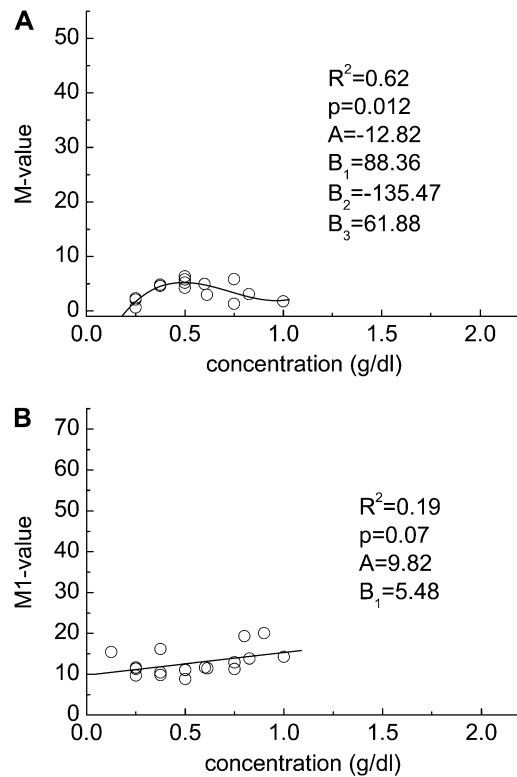 A
50
40
30
20
10
0
M-value
R²=0.62
p=0.012
A=-12.82
B₁=88.36
B₂=-135.47
B₃=61.88
0.0 0.5 1.0 1.5 2.0
concentration (g/dl)
B
70
60
50
40
30
20
10
0
M1-value
R²=0.19
p=0.07
A=9.82
B₁=5.48
0.0 0.5 1.0 1.5 2.0
concentration (g/dl)